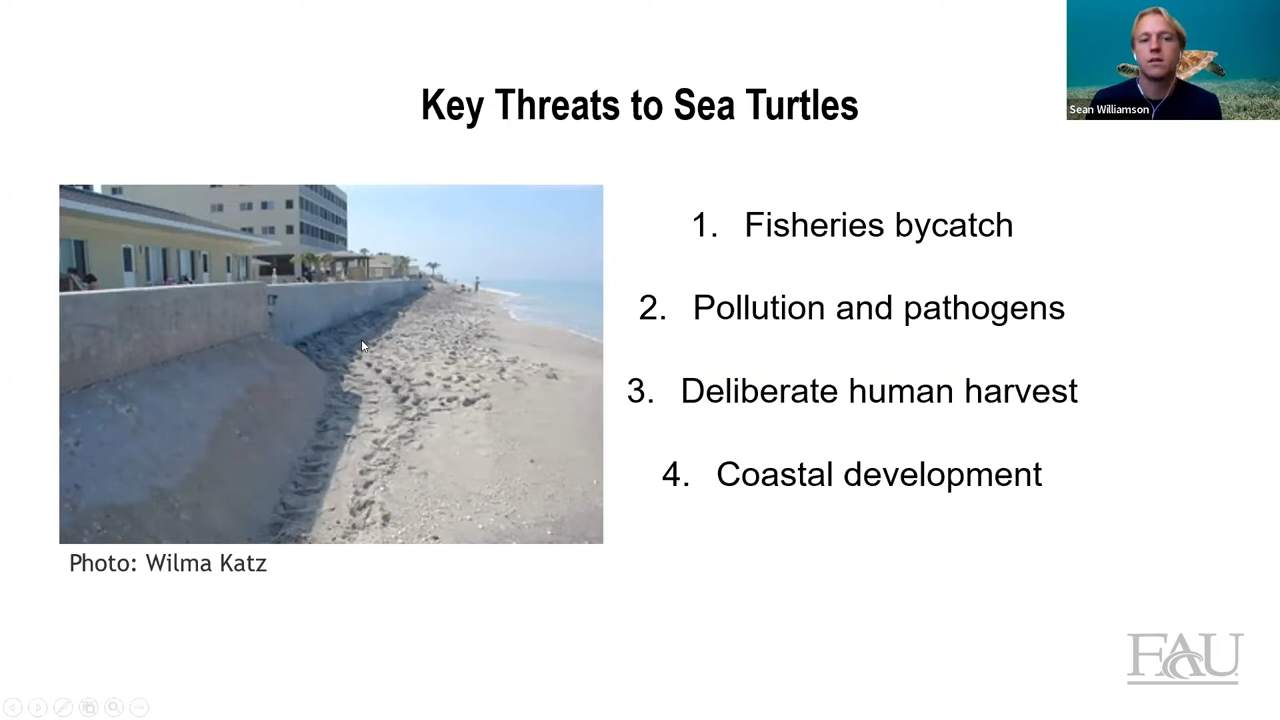 Sean Williamson
Key Threats to Sea Turtles
1. Fisheries bycatch
2. Pollution and pathogens
3. Deliberate human harvest
4. Coastal development
Photo: Wilma Katz
FAU